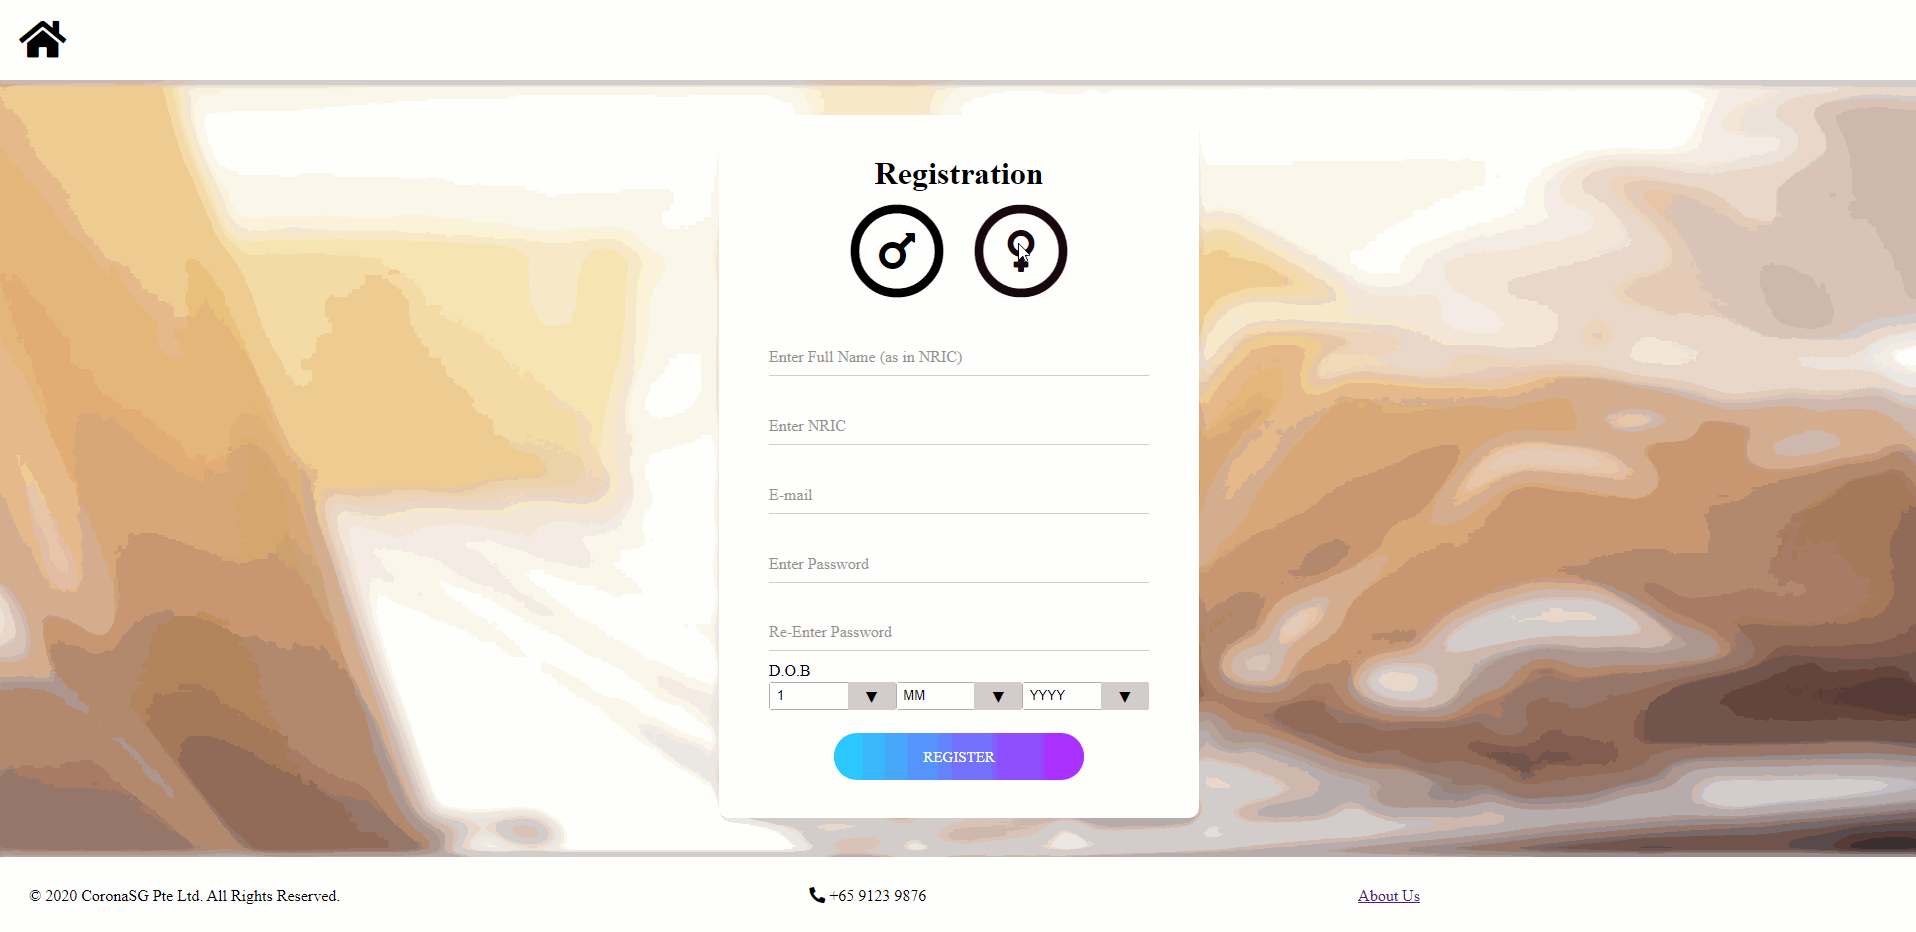 Registration
Enter Full Name (as in NRIC)
Enter NRIC
E-mail
Enter Password
Re-Enter Password
D.O.B
1 ▼ MM ▼ YYYY ▼
REGISTER
© 2020 CoronaSG Pte Ltd. All Rights Reserved.
+65 9123 9876
About Us